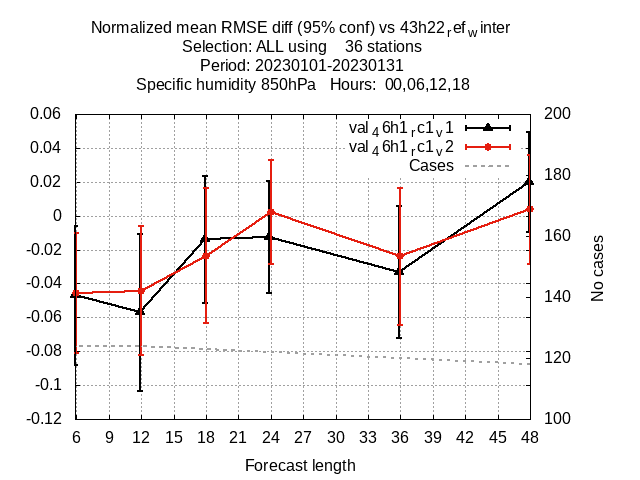 Normalized mean RMSE diff (95% conf) vs 43h22refwinter
Selection: ALL using    36 stations
Period: 20230101-20230131
Specific humidity 850hPa   Hours:  00,06,12,18
val46h1rc1v1
val46h1rc1v2
Cases
0.06
0.04
0.02
0
-0.02
-0.04
-0.06
-0.08
-0.1
-0.12
200
180
160
140
120
100
No cases
6 9 12 15 18 21 24 27 30 33 36 39 42 45 48
Forecast length